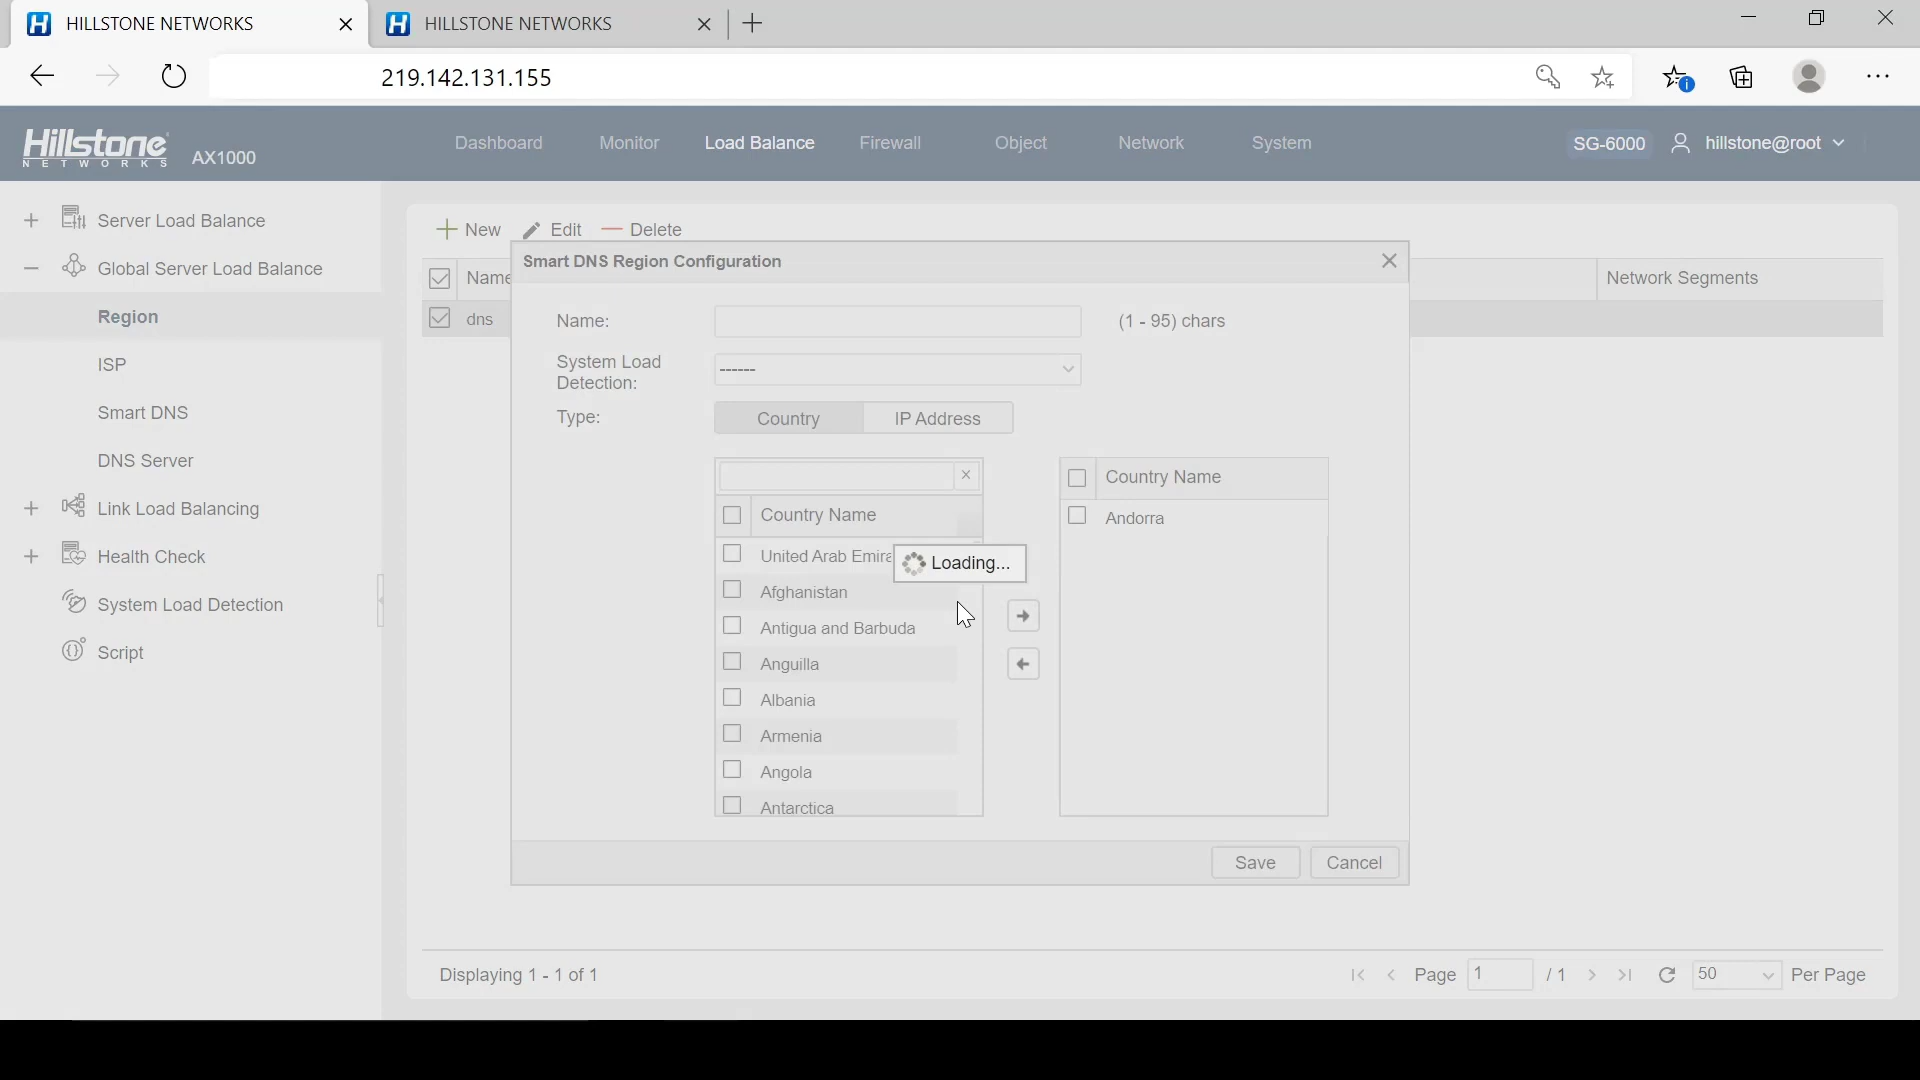 HILLSTONE NETWORKS
HILLSTONE NETWORKS
219.142.131.155
Hillstone
NETWORKS
AX1000
Dashboard
Monitor
Load Balance
Firewall
Object
Network
System
SG-6000
hillstone@root
Server Load Balance
Global Server Load Balance
Region
ISP
Smart DNS
DNS Server
Link Load Balancing
Health Check
System Load Detection
Script
New
Edit
Delete
Name
Network Segments
dns
Smart DNS Region Configuration
Name:
(1 - 95) chars
System Load
Detection:
------
Type:
Country
IP Address
Country Name
United Arab Emira
Afghanistan
Antigua and Barbuda
Anguilla
Albania
Armenia
Angola
Antarctica
Loading...
Country Name
Andorra
Save
Cancel
Displaying 1 - 1 of 1
Page
1
/ 1
50
Per Page